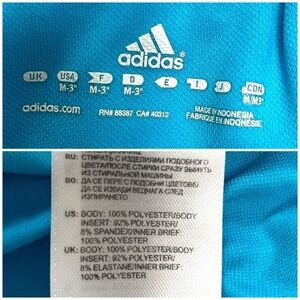 adidas
UK USA F D E I J CDN
M-3" M-3" M-3" M/M3"
adidas.com RN# 88387 CA# 40312 MADE IN INDONESIA
FABRIQUÉ EN INDONÉSIE
RU: СТИРАТЬ С ИЗДЕЛИЯМИ ПОДОБНОГО
ЦВЕТА/ПОСЛЕ СТИРКИ СРАЗУ ВЫНУТЬ
ИЗ СТИРАЛЬНОЙ МАШИНЫ
BG: ДА СЕ ПЕРЕ С ПОДОБНИ ЦВЕТОВЕ/
ДА СЕ ИЗВАДИ ВЕДНАГА СЛЕД
ИЗПИРАНЕ
US: BODY: 100% POLYESTER/BODY
INSERT: 92% POLYESTER/
8% SPANDEX/INNER BRIEF:
100% POLYESTER
UK: BODY: 100% POLYESTER/BODY
INSERT: 92% POLYESTER/
8% ELASTANE/INNER BRIEF:
100% POLYESTER